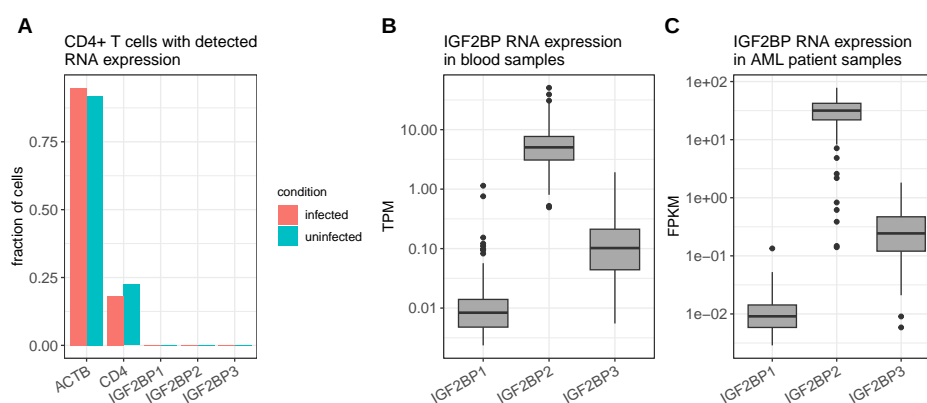 A
CD4+ T cells with detected
RNA expression
fraction of cells
0.75
0.50
0.25
0.00
ACTB
CD4
IGF2BP1
IGF2BP2
IGF2BP3
condition
infected
uninfected
B
IGF2BP RNA expression
in blood samples
TPM
10.00
1.00
0.10
0.01
IGF2BP1
IGF2BP2
IGF2BP3
C
IGF2BP RNA expression
in AML patient samples
FPKM
1e+02
1e+01
1e+00
1e−01
1e−02
IGF2BP1
IGF2BP2
IGF2BP3